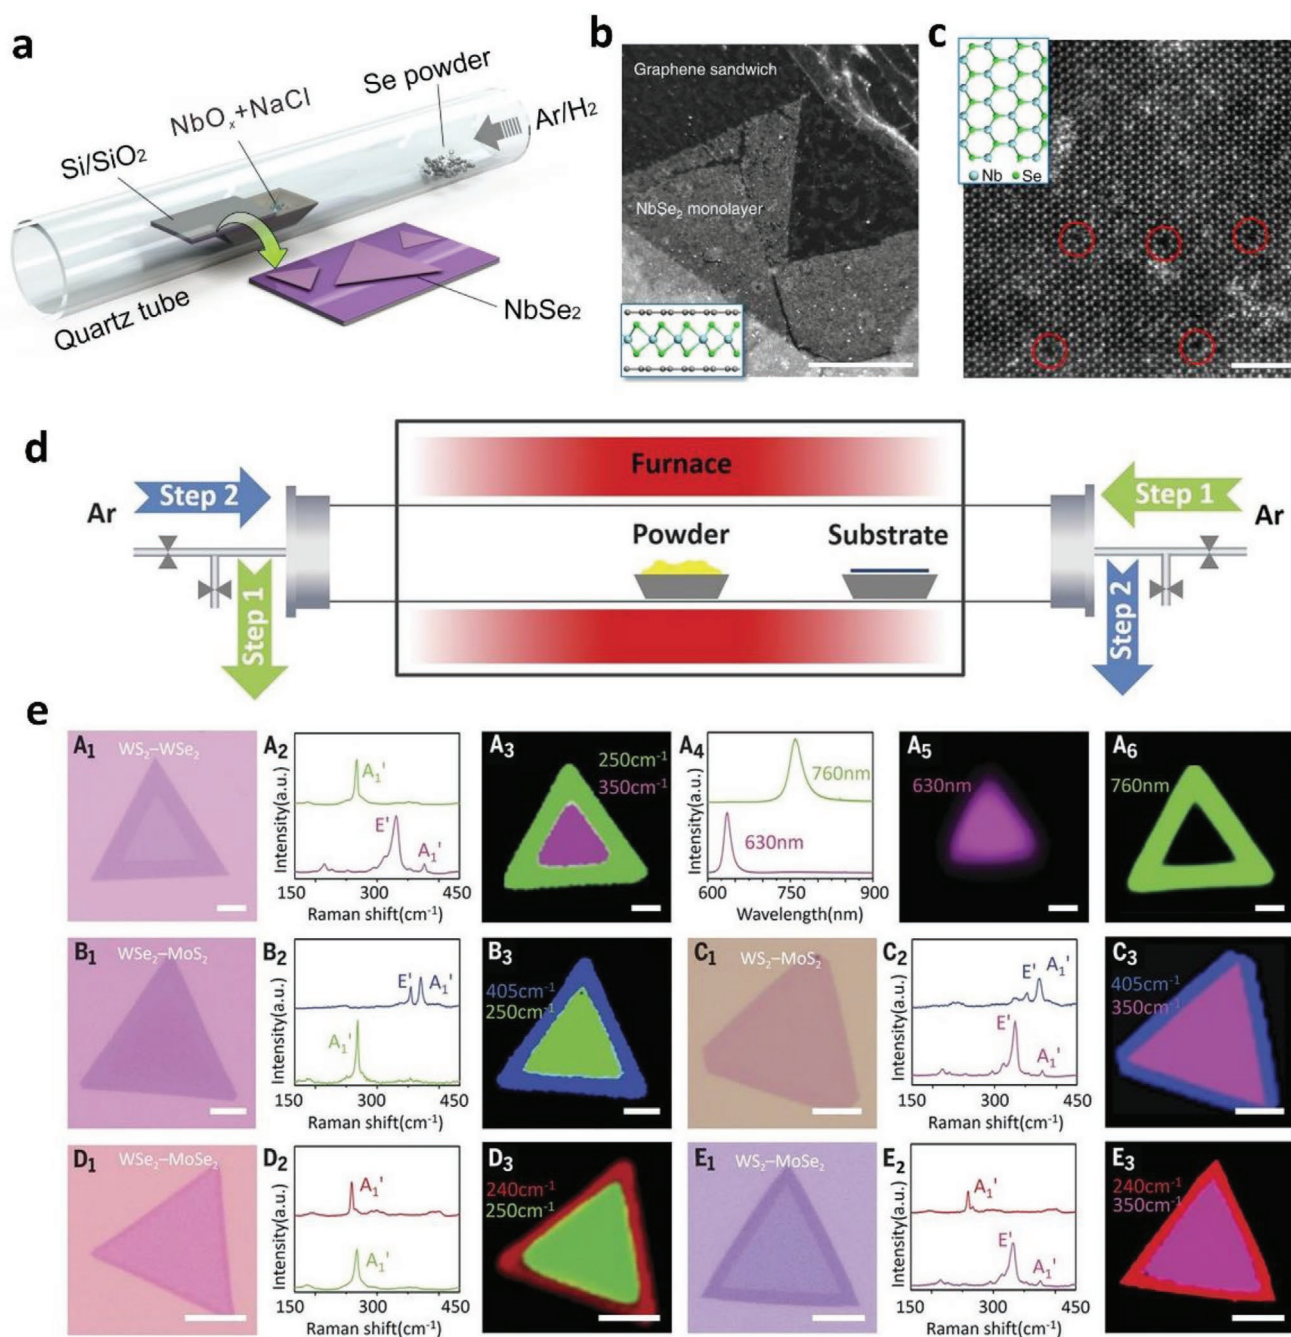 a
Se powder
NbOₓ+NaCl
Ar/H₂
Si/SiO₂
Quartz tube
NbSe₂
b
Graphene sandwich
NbSe₂ monolayer
c
Nb Se
d
Furnace
Step 2
Step 1
Ar
Ar
Powder
Substrate
Step 1
Step 2
e
A₁ WS₂–WSe₂
A₂
A₁'
E'
A₁'
Intensity(a.u.)
150 300 450
Raman shift(cm⁻¹)
A₃
250cm⁻¹
350cm⁻¹
A₄
760nm
630nm
Intensity(a.u.)
600 750 900
Wavelength(nm)
A₅
630nm
A₆
760nm
B₁
WSe₂–MoS₂
B₂
E' A₁'
A₁'
Intensity(a.u.)
150 300 450
Raman shift(cm⁻¹)
B₃
405cm⁻¹
250cm⁻¹
C₁
WS₂–MoS₂
C₂
E' A₁'
E'
A₁'
Intensity(a.u.)
150 300 450
Raman shift(cm⁻¹)
C₃
405cm⁻¹
350cm⁻¹
D₁
WSe₂–MoSe₂
D₂
A₁'
A₁'
Intensity(a.u.)
150 300 450
Raman shift(cm⁻¹)
D₃
240cm⁻¹
250cm⁻¹
E₁
WS₂–MoSe₂
E₂
A₁'
E'
A₁'
Intensity(a.u.)
150 300 450
Raman shift(cm⁻¹)
E₃
240cm⁻¹
350cm⁻¹